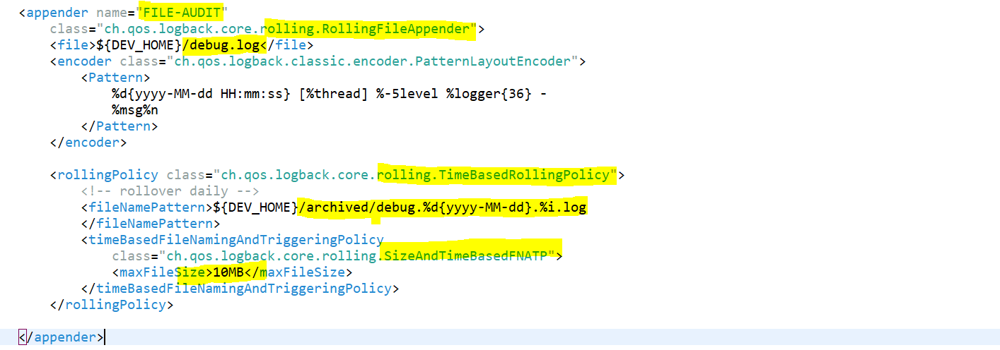 <appender name="FILE-AUDIT"
class="ch.qos.logback.core.rolling.RollingFileAppender">
<file>${DEV_HOME}/debug.log</file>
<encoder class="ch.qos.logback.classic.encoder.PatternLayoutEncoder">
<Pattern>
%d{yyyy-MM-dd HH:mm:ss} [%thread] %-5level %logger{36} -
%msg%n
</Pattern>
</encoder>
<rollingPolicy class="ch.qos.logback.core.rolling.TimeBasedRollingPolicy">
<!-- rollover daily -->
<fileNamePattern>${DEV_HOME}/archived/debug.%d{yyyy-MM-dd}.%i.log
</fileNamePattern>
<timeBasedFileNamingAndTriggeringPolicy
class="ch.qos.logback.core.rolling.SizeAndTimeBasedFNATP">
<maxFileSize>10MB</maxFileSize>
</timeBasedFileNamingAndTriggeringPolicy>
</rollingPolicy>
</appender>